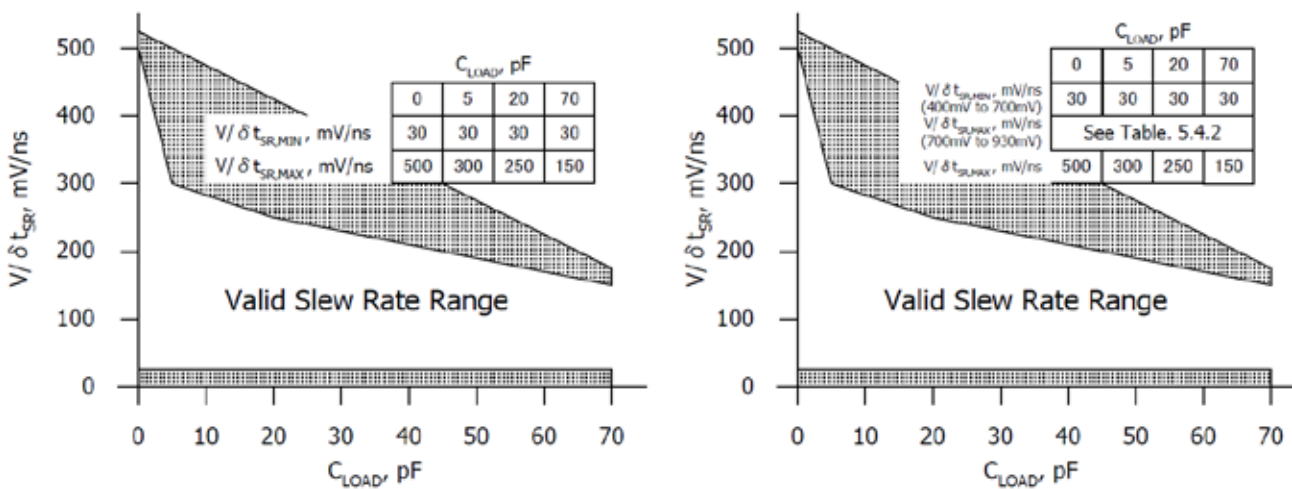 500
400
300
200
100
0
V/ δ t_SR, mV/ns
C_LOAD, pF
0 5 20 70
V/ δ t_SR,MIN, mV/ns 30 30 30 30
V/ δ t_SR,MAX, mV/ns 500 300 250 150
Valid Slew Rate Range
0 10 20 30 40 50 60 70
C_LOAD, pF
500
400
300
200
100
0
V/ δ t_SR, mV/ns
C_LOAD, pF
0 5 20 70
V/ δ t_SR,MIN, mV/ns 30 30 30 30
(400mV to 700mV)
V/ δ t_SR,MAX, mV/ns See Table. 5.4.2
(700mV to 930mV)
V/ δ t_SR,MAX, mV/ns 500 300 250 150
Valid Slew Rate Range
0 10 20 30 40 50 60 70
C_LOAD, pF